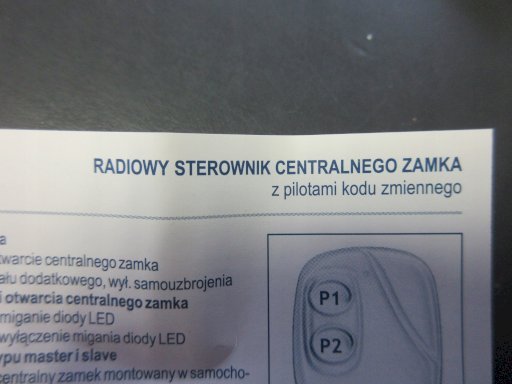 RADIOWY STEROWNIK CENTRALNEGO ZAMKA
z pilotami kodu zmiennego
twarcie centralnego zamka
ału dodatkowego, wył. samouzbrojenia
i otwarcia centralnego zamka
miganie diody LED
wyłączenie migania diody LED
ypu master i slave
centralny zamek montowany w samocho-
P1
P2